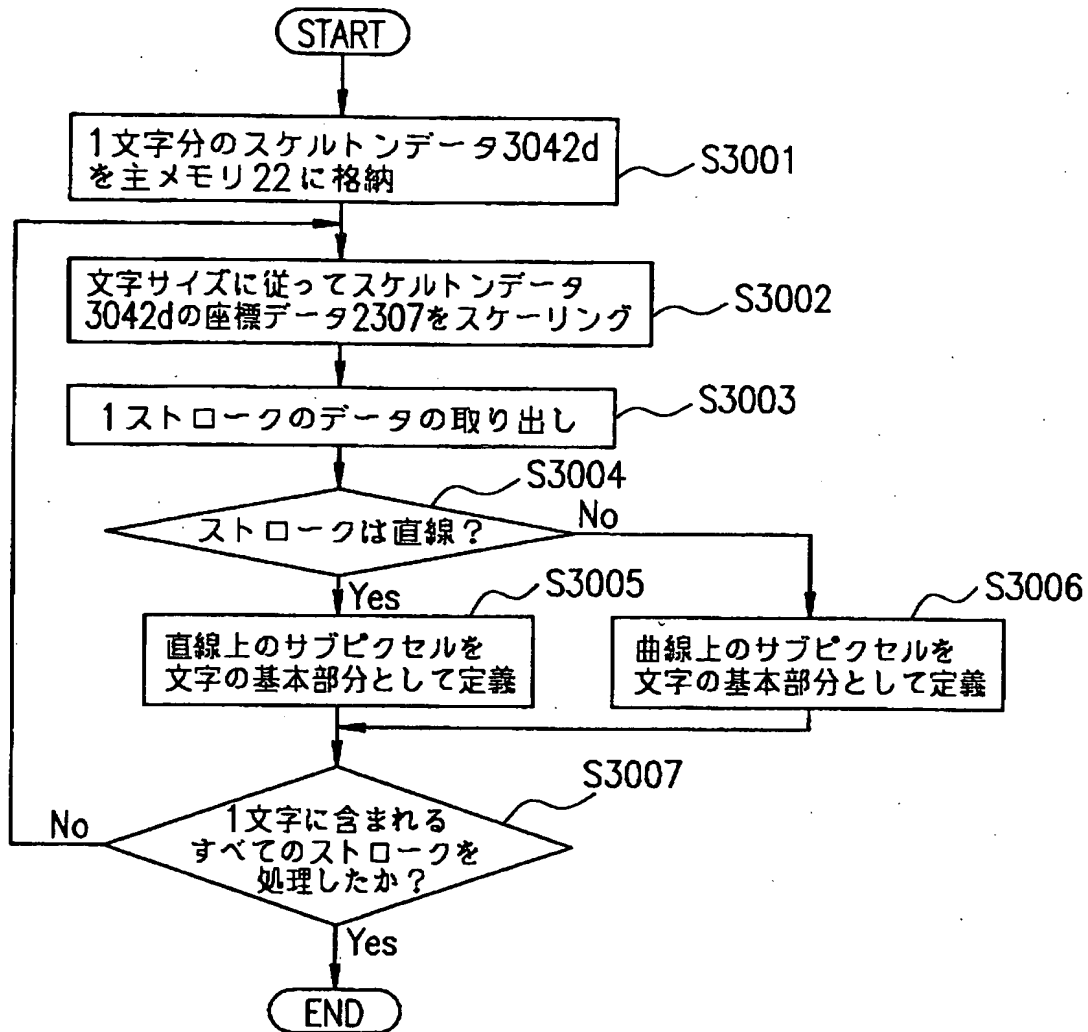 START
1文字分のスケルトンデータ3042d
を主メモリ22に格納
S3001
文字サイズに従ってスケルトンデータ
3042dの座標データ2307をスケーリング
S3002
1ストロークのデータの取り出し
S3003
S3004
ストロークは直線?
No
Yes
S3005
直線上のサブピクセルを
文字の基本部分として定義
S3006
曲線上のサブピクセルを
文字の基本部分として定義
S3007
1文字に含まれる
すべてのストロークを
処理したか?
No
Yes
END